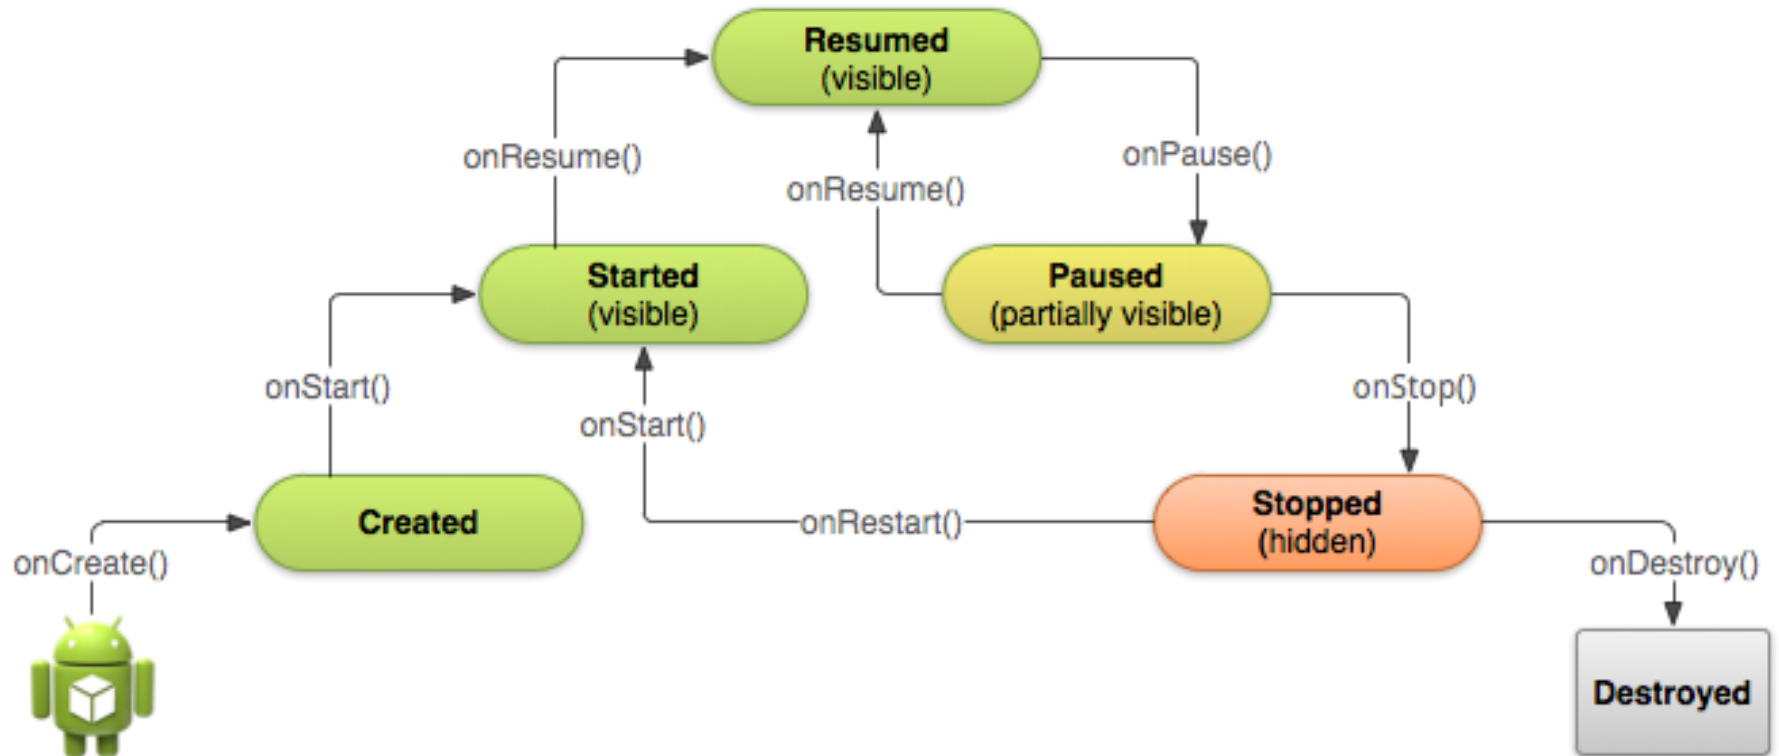 Resumed
(visible)
onResume()
onPause()
onResume()
Started
(visible)
Paused
(partially visible)
onStart()
onStop()
onStart()
Created
onRestart()
Stopped
(hidden)
onCreate()
onDestroy()
Destroyed